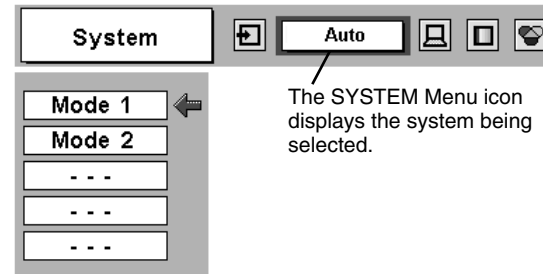 System
Auto
The SYSTEM Menu icon
displays the system being
selected.
Mode 1
Mode 2
- - -
- - -
- - -